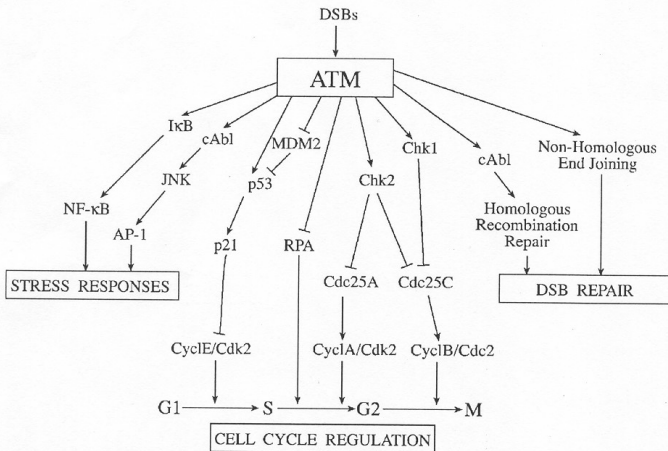 DSBs
ATM
IκB
cAbl
MDM2
Chk1
cAbl
Non-Homologous
End Joining
JNK
p53
Chk2
NF-κB
AP-1
p21
RPA
Homologous
Recombination
Repair
STRESS RESPONSES
Cdc25A
Cdc25C
DSB REPAIR
CyclE/Cdk2
CyclA/Cdk2
CyclB/Cdc2
G1
S
G2
M
CELL CYCLE REGULATION